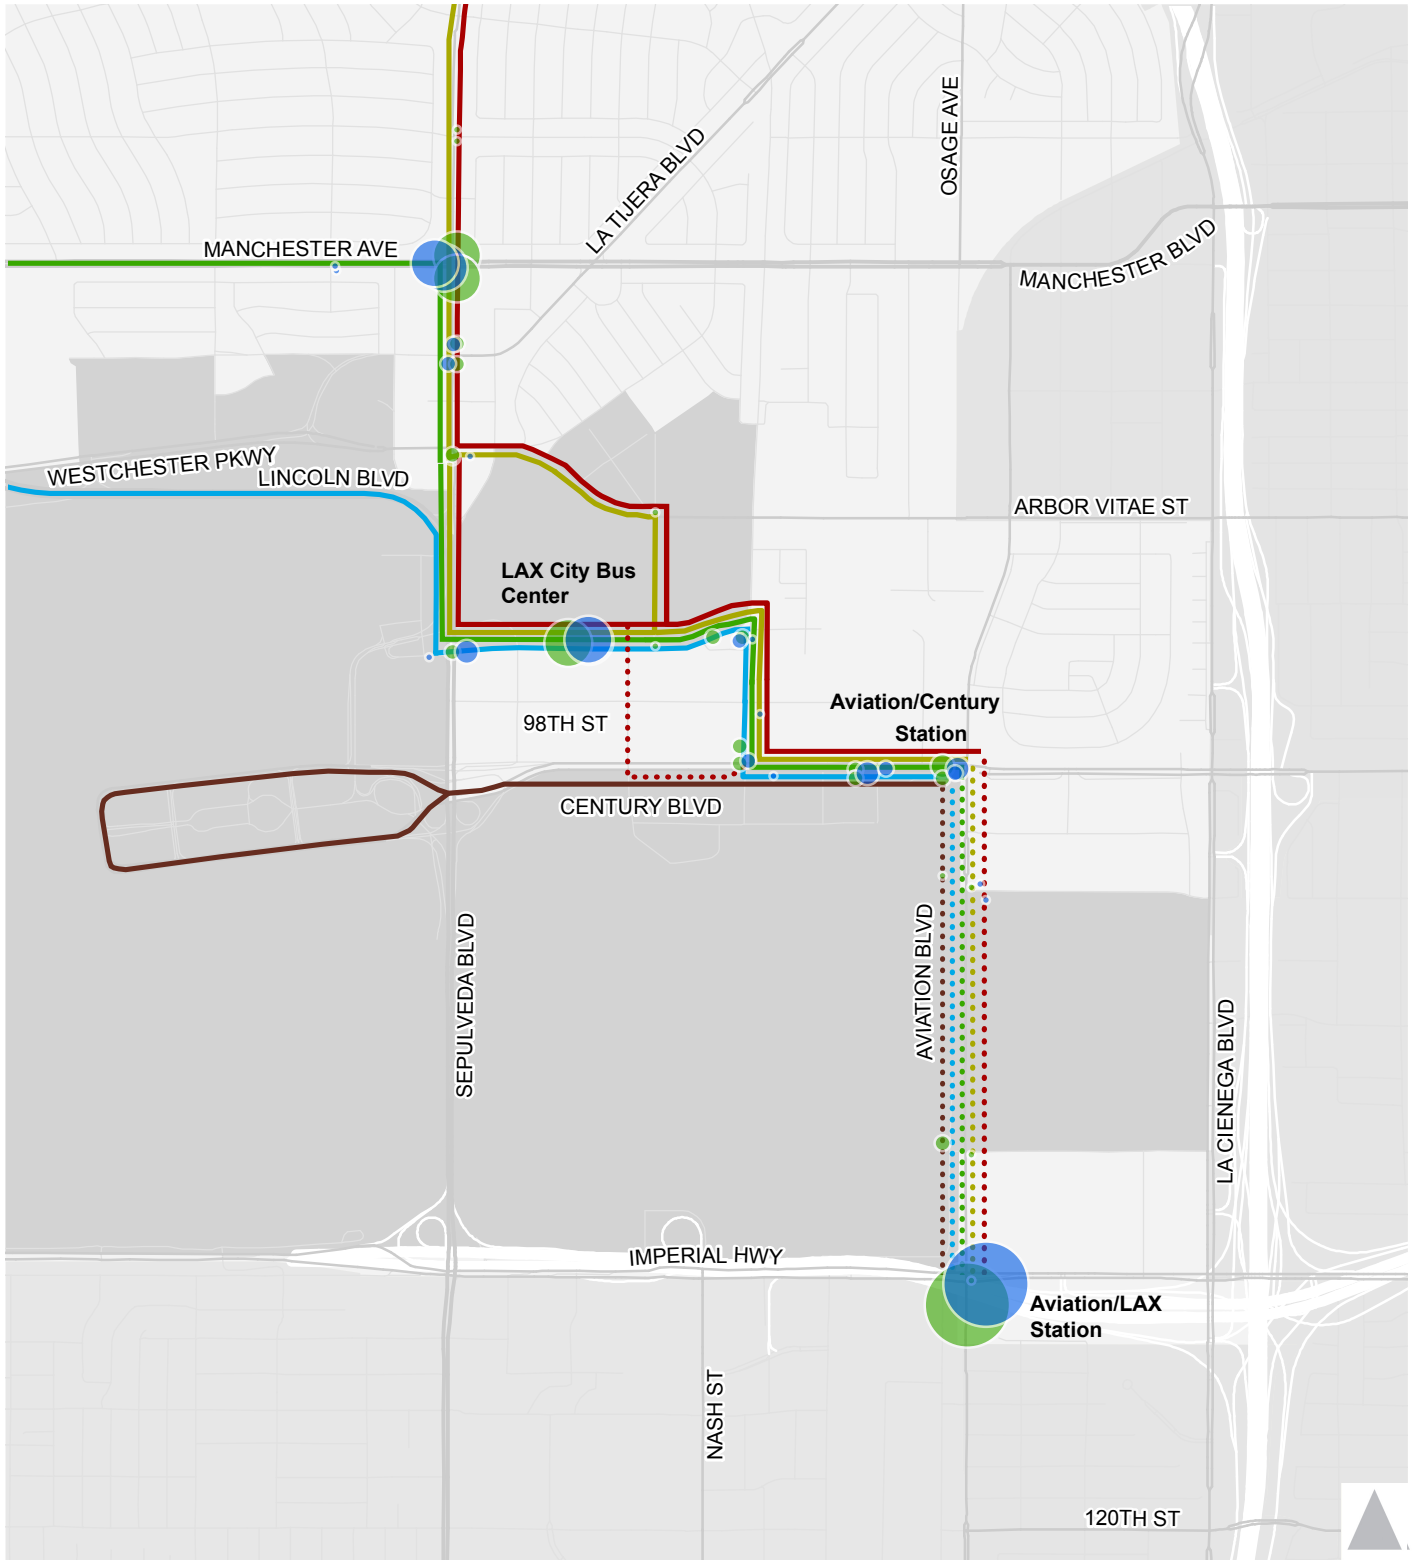 OSAGE AVE
LA TIJERA BLVD
MANCHESTER AVE
MANCHESTER BLVD
WESTCHESTER PKWY
LINCOLN BLVD
ARBOR VITAE ST
LAX City Bus
Center
Aviation/Century
Station
98TH ST
CENTURY BLVD
SEPULVEDA BLVD
AVIATION BLVD
LA CIENEGA BLVD
IMPERIAL HWY
Aviation/LAX
Station
NASH ST
120TH ST